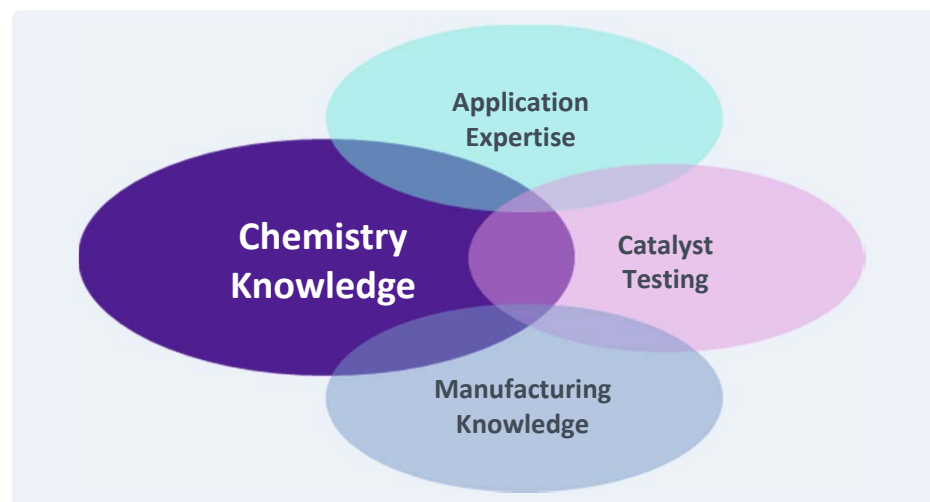 Application
Expertise
Chemistry
Knowledge
Catalyst
Testing
Manufacturing
Knowledge